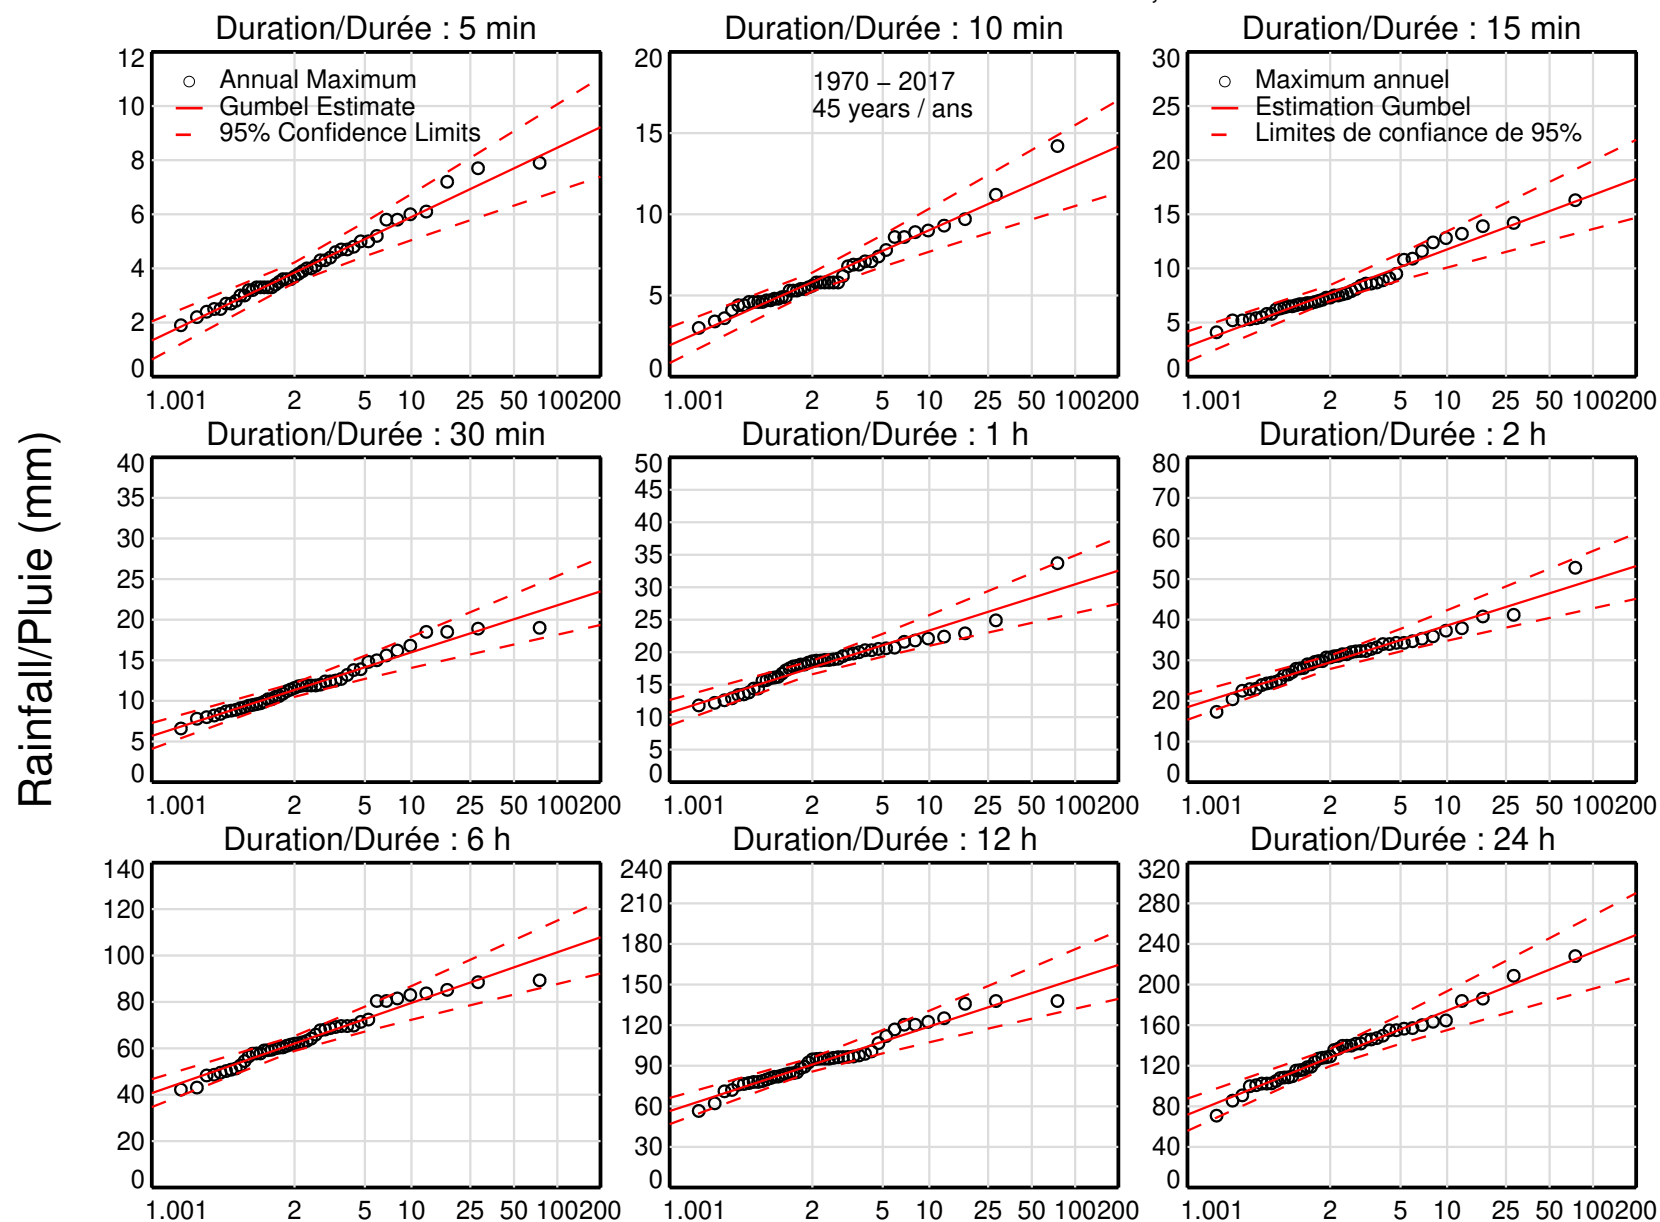 Duration/Durée : 5 min
12
10
8
6
4
2
0
Annual Maximum
Gumbel Estimate
95% Confidence Limits
1.001 2 5 10 25 50 100 200
Duration/Durée : 10 min
20
15
10
5
0
1970 – 2017
45 years / ans
1.001 2 5 10 25 50 100 200
Duration/Durée : 15 min
30
25
20
15
10
5
0
Maximum annuel
Estimation Gumbel
Limites de confiance de 95%
1.001 2 5 10 25 50 100 200
Rainfall/Pluie (mm)
Duration/Durée : 30 min
40
35
30
25
20
15
10
5
0
1.001 2 5 10 25 50 100 200
Duration/Durée : 1 h
50
45
40
35
30
25
20
15
10
5
0
1.001 2 5 10 25 50 100 200
Duration/Durée : 2 h
80
70
60
50
40
30
20
10
0
1.001 2 5 10 25 50 100 200
Duration/Durée : 6 h
140
120
100
80
60
40
20
0
1.001 2 5 10 25 50 100 200
Duration/Durée : 12 h
240
210
180
150
120
90
60
30
0
1.001 2 5 10 25 50 100 200
Duration/Durée : 24 h
320
280
240
200
160
120
80
40
0
1.001 2 5 10 25 50 100 200